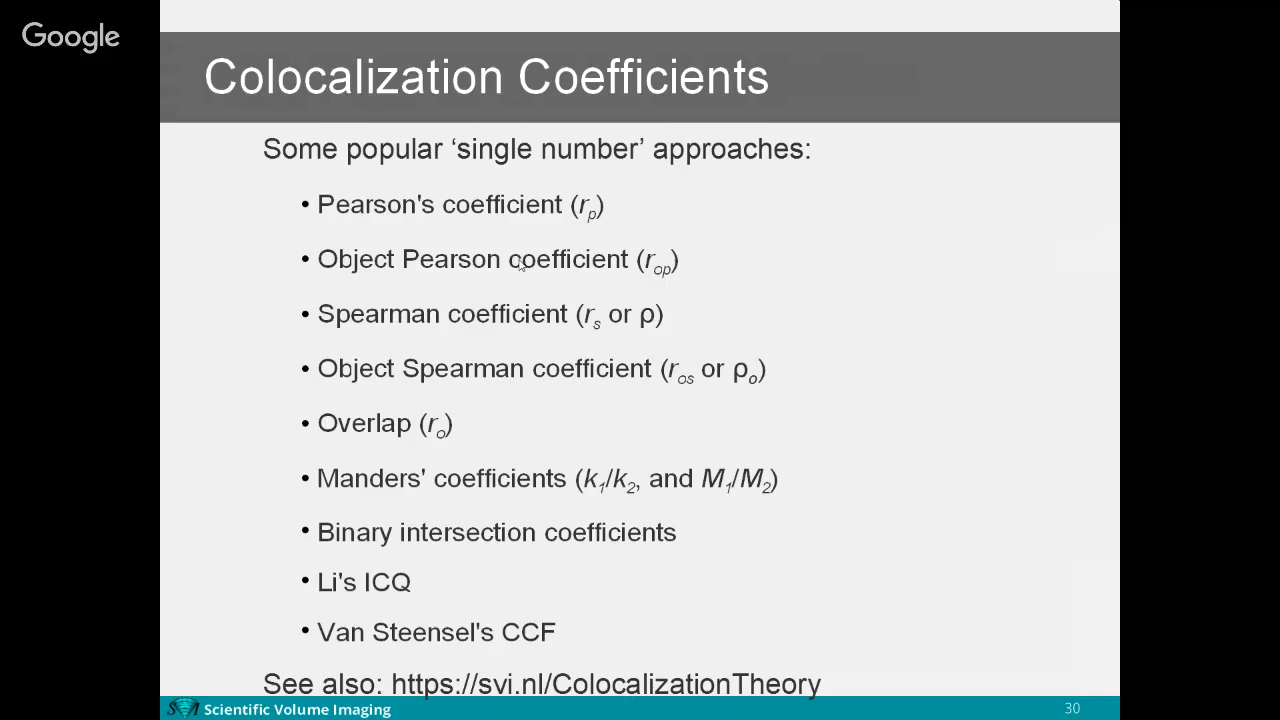 Google
Colocalization Coefficients
Some popular ‘single number’ approaches:
• Pearson's coefficient (rp)
• Object Pearson coefficient (rop)
• Spearman coefficient (rs or ρ)
• Object Spearman coefficient (ros or ρo)
• Overlap (ro)
• Manders' coefficients (k1/k2, and M1/M2)
• Binary intersection coefficients
• Li's ICQ
• Van Steensel's CCF
See also: https://svi.nl/ColocalizationTheory
SVI Scientific Volume Imaging
30